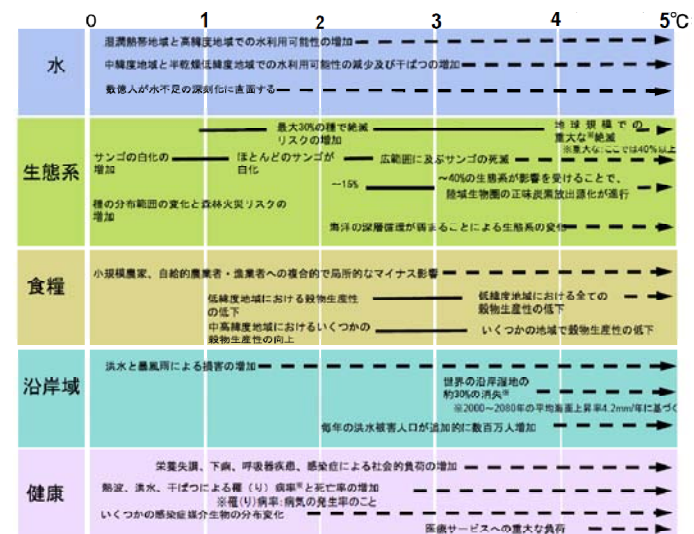 0 1 2 3 4 5℃
水
湿潤熱帯地域と高緯度地域での水利用可能性の増加
中緯度地域と半乾燥低緯度地域での水利用可能性の減少及び干ばつの増加
数億人が水不足の深刻化に直面する
生態系
最大30%の種で絶滅
リスクの増加
地球規模での
重大な※絶滅
※重大な:ここでは40%以上
サンゴの白化の
増加
ほとんどのサンゴが
白化
広範囲に及ぶサンゴの死滅
~15%
~40%の生態系が影響を受けることで、
陸域生物圏の正味炭素放出源化が進行
種の分布範囲の変化と森林火災リスクの
増加
海洋の深層循環が弱まることによる生態系の変化
食糧
小規模農家、自給的農業者・漁業者への複合的で局所的なマイナス影響
低緯度地域における穀物生産性
の低下
低緯度地域における全ての
穀物生産性の低下
中高緯度地域におけるいくつかの
穀物生産性の向上
いくつかの地域で穀物生産性の低下
沿岸域
洪水と暴風雨による損害の増加
世界の沿岸湿地の
約30%の消失※
※2000~2080年の平均海面上昇率4.2mm/年に基づく
毎年の洪水被害人口が追加的に数百万人増加
健康
栄養失調、下痢、呼吸器疾患、感染症による社会的負荷の増加
熱波、洪水、干ばつによる罹(り)病率※と死亡率の増加
※罹(り)病率:病気の発生率のこと
いくつかの感染症媒介生物の分布変化
医療サービスへの重大な負荷